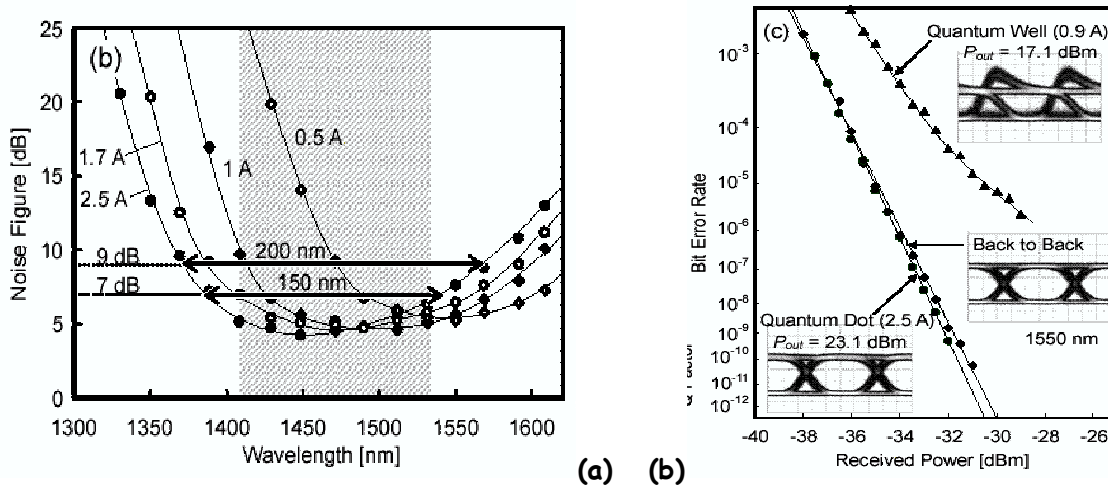 25
20
15
10
5
0
Noise Figure [dB]
(b)
0.5 A
1.7 A
1 A
2.5 A
9 dB
200 nm
7 dB
150 nm
1300 1350 1400 1450 1500 1550 1600
Wavelength [nm]
(a)
(b)
(c)
Quantum Well (0.9 A)
Pout = 17.1 dBm
10-3
10-4
10-5
10-6
10-7
10-8
10-9
10-10
10-11
10-12
Bit Error Rate
Factor
Back to Back
Quantum Dot (2.5 A)
Pout = 23.1 dBm
1550 nm
-40 -38 -36 -34 -32 -30 -28 -26
Received Power [dBm]